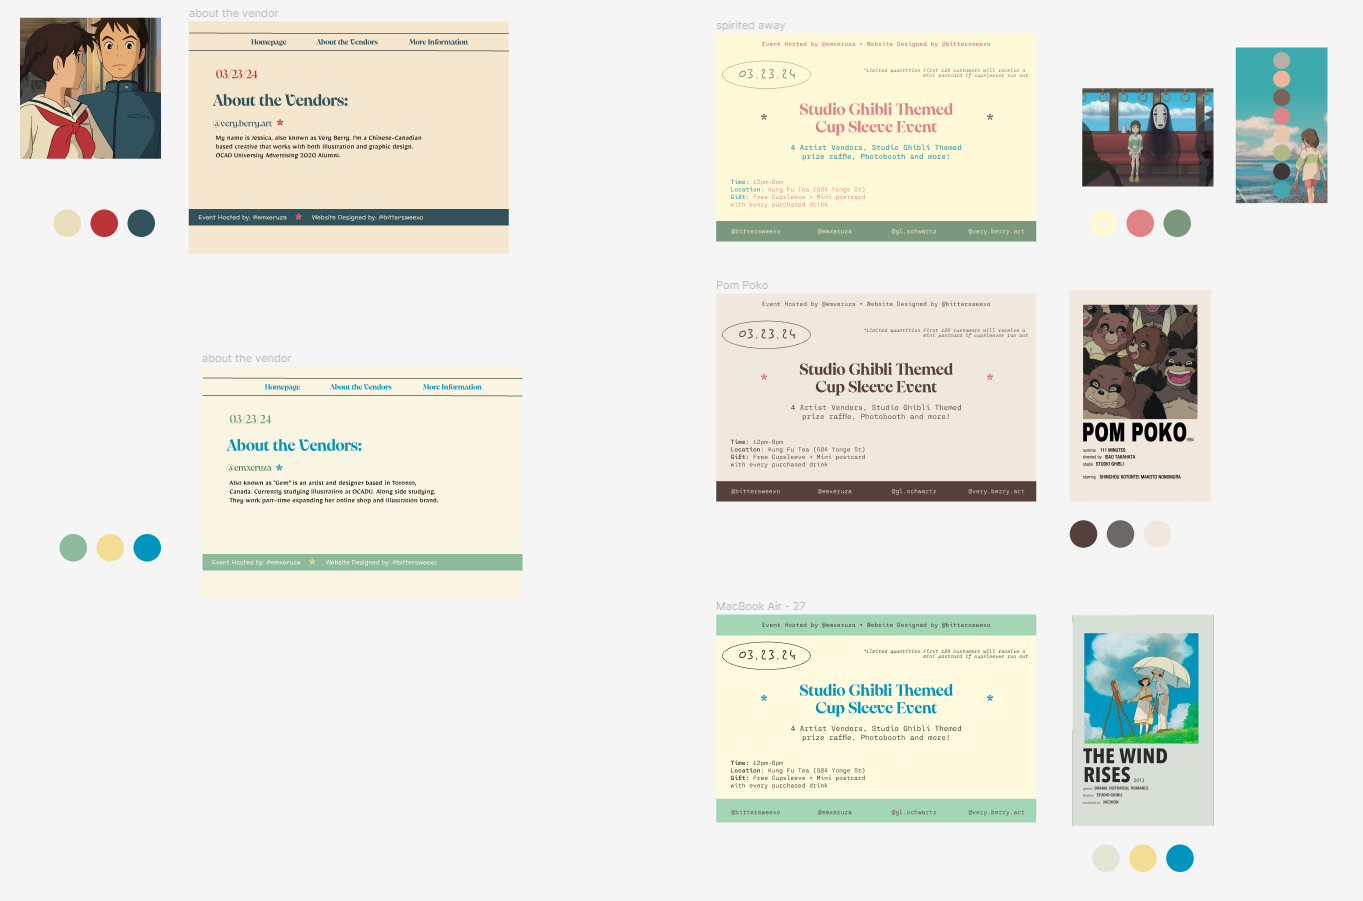 about the vendor
Homepage About the Vendors More Information
03/23/24
About the Vendors:
@very.berry.art *
My name is Jessica, also known as Very Berry. I'm a Chinese-Canadian
based creative that works with both illustration and graphic design.
OCAD University Advertising 2020 Alumni.
Event Hosted by: @emxeruza * Website Designed by: @bittersweexo
about the vendor
Homepage About the Vendors More Information
03/23/24
About the Vendors:
@emxeruza *
Also known as "Gem" is an artist and designer based in Toronto,
Canada. Currently studying illustration at OCADU. Along side studying,
They work part-time expanding her online shop and illustration brand.
Event Hosted by: @emxeruza * Website Designed by: @bittersweexo
spirited away
Event Hosted by @emxeruza • Website Designed by @bittersweexo
03.23.24
*Limited quantities First 120 customers will receive a
mini postcard if cupsleeves run out
* Studio Ghibli Themed *
Cup Sleeve Event
4 Artist Vendors, Studio Ghibli Themed
prize raffle, Photobooth and more!
Time: 12pm-6pm
Location: Kung Fu Tea (584 Yonge St)
Gift: Free Cupsleeve + Mini postcard
with every purchased drink
@bittersweexo @emxeruza @gl.schwartz @very.berry.art
Pom Poko
Event Hosted by @emxeruza • Website Designed by @bittersweexo
03.23.24
*Limited quantities First 120 customers will receive a
mini postcard if cupsleeves run out
* Studio Ghibli Themed *
Cup Sleeve Event
4 Artist Vendors, Studio Ghibli Themed
prize raffle, Photobooth and more!
Time: 12pm-6pm
Location: Kung Fu Tea (584 Yonge St)
Gift: Free Cupsleeve + Mini postcard
with every purchased drink
@bittersweexo @emxeruza @gl.schwartz @very.berry.art
POM POKO
runtime 111 MINUTES
directed by ISAO TAKAHATA
studio STUDIO GHIBLI
starring SHINCHOU KOTONTEI MAKOTO NONOMURA
MacBook Air - 27
Event Hosted by @emxeruza • Website Designed by @bittersweexo
03.23.24
*Limited quantities First 120 customers will receive a
mini postcard if cupsleeves run out
* Studio Ghibli Themed *
Cup Sleeve Event
4 Artist Vendors, Studio Ghibli Themed
prize raffle, Photobooth and more!
Time: 12pm-6pm
Location: Kung Fu Tea (584 Yonge St)
Gift: Free Cupsleeve + Mini postcard
with every purchased drink
@bittersweexo @emxeruza @gl.schwartz @very.berry.art
THE WIND
RISES 2013
genre DRAMA HISTORICAL ROMANCE
studio STUDIO GHIBLI
produced by